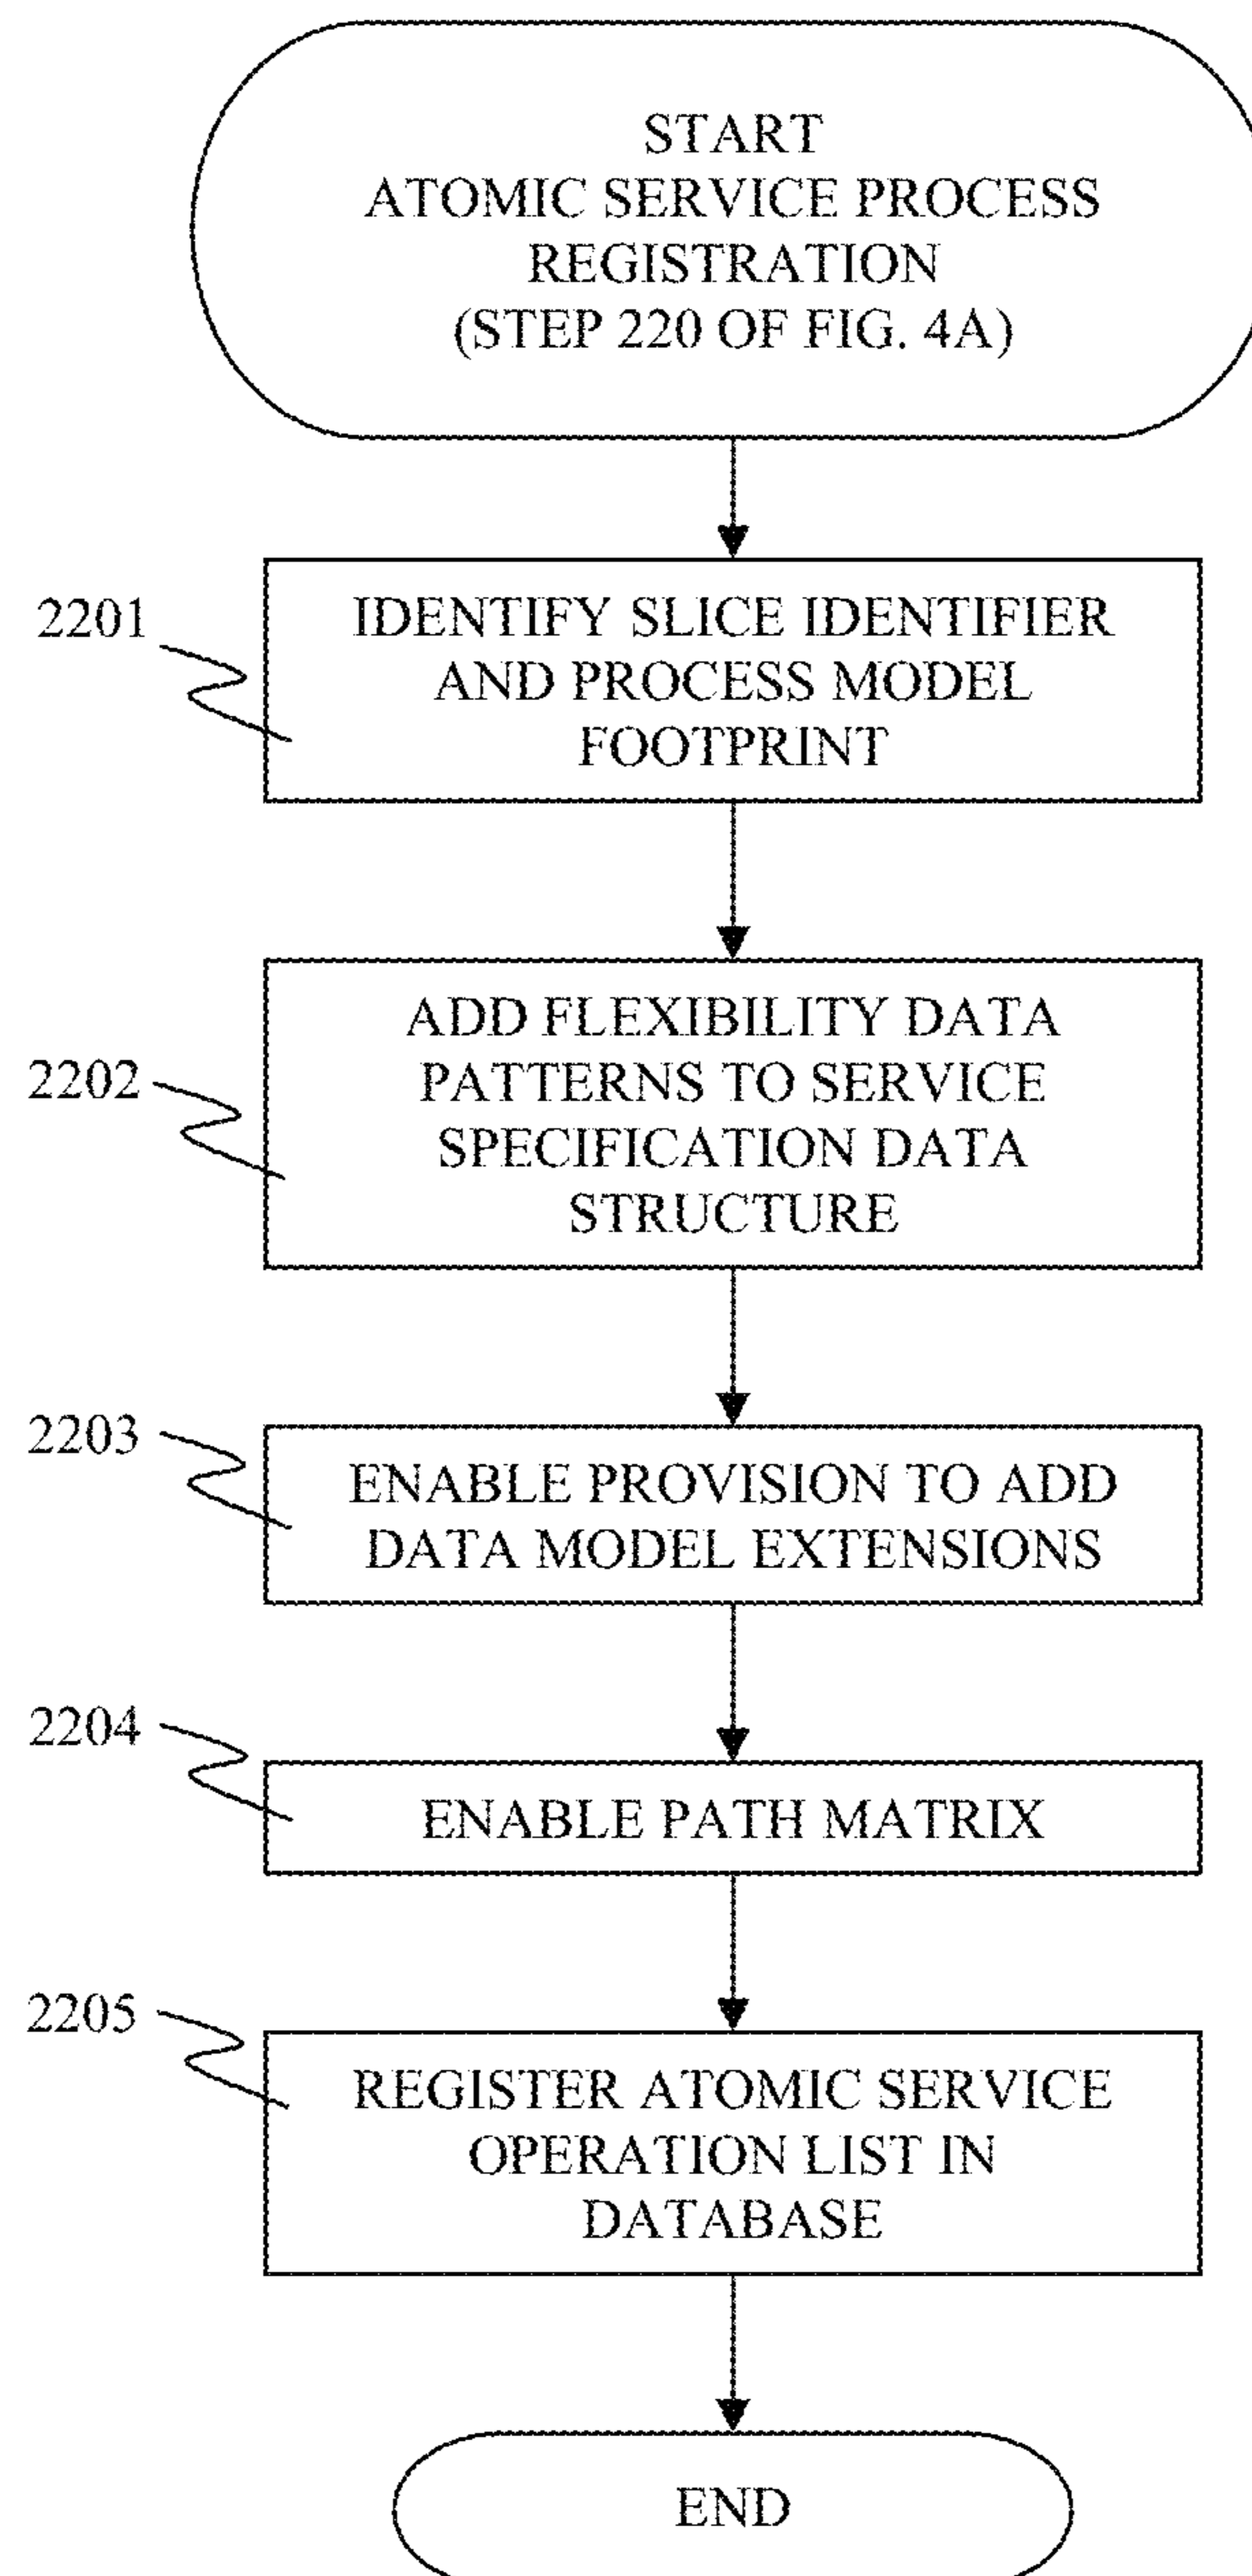 START
ATOMIC SERVICE PROCESS
REGISTRATION
(STEP 220 OF FIG. 4A)
2201
IDENTIFY SLICE IDENTIFIER
AND PROCESS MODEL
FOOTPRINT
2202
ADD FLEXIBILITY DATA
PATTERNS TO SERVICE
SPECIFICATION DATA
STRUCTURE
2203
ENABLE PROVISION TO ADD
DATA MODEL EXTENSIONS
2204
ENABLE PATH MATRIX
2205
REGISTER ATOMIC SERVICE
OPERATION LIST IN
DATABASE
END